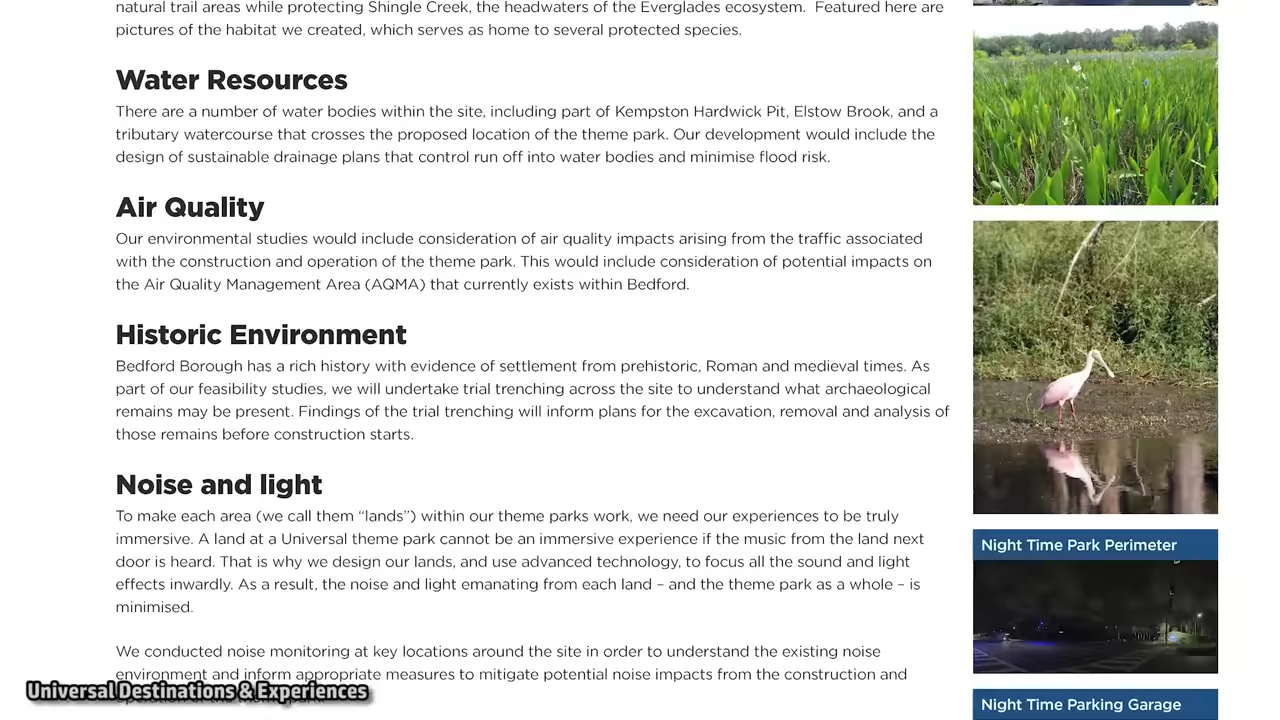 natural trail areas while protecting Shingle Creek, the headwaters of the Everglades ecosystem.  Featured here are
pictures of the habitat we created, which serves as home to several protected species.
Water Resources
There are a number of water bodies within the site, including part of Kempston Hardwick Pit, Elstow Brook, and a
tributary watercourse that crosses the proposed location of the theme park. Our development would include the
design of sustainable drainage plans that control run off into water bodies and minimise flood risk.
Air Quality
Our environmental studies would include consideration of air quality impacts arising from the traffic associated
with the construction and operation of the theme park. This would include consideration of potential impacts on
the Air Quality Management Area (AQMA) that currently exists within Bedford.
Historic Environment
Bedford Borough has a rich history with evidence of settlement from prehistoric, Roman and medieval times. As
part of our feasibility studies, we will undertake trial trenching across the site to understand what archaeological
remains may be present. Findings of the trial trenching will inform plans for the excavation, removal and analysis of
those remains before construction starts.
Noise and light
To make each area (we call them “lands”) within our theme parks work, we need our experiences to be truly
immersive. A land at a Universal theme park cannot be an immersive experience if the music from the land next
door is heard. That is why we design our lands, and use advanced technology, to focus all the sound and light
effects inwardly. As a result, the noise and light emanating from each land – and the theme park as a whole – is
minimised.
We conducted noise monitoring at key locations around the site in order to understand the existing noise
environment and inform appropriate measures to mitigate potential noise impacts from the construction and
Universal Destinations & Experiences
Night Time Park Perimeter
Night Time Parking Garage